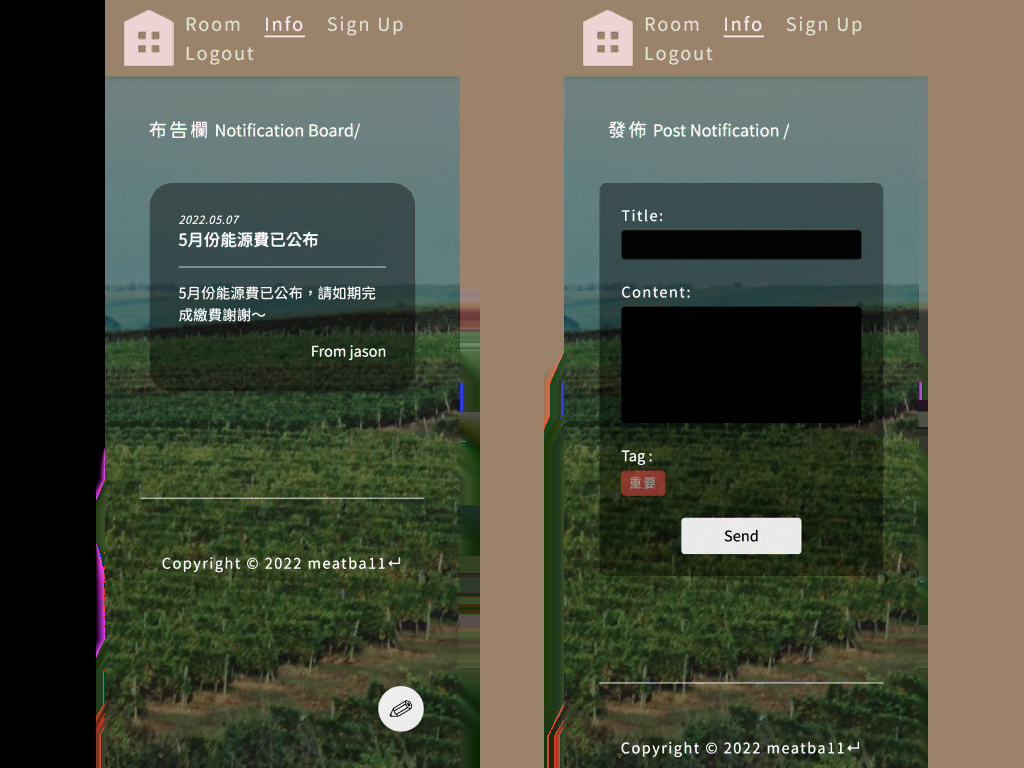 Room Info Sign Up
Logout
布告欄 Notification Board/
2022.05.07
5月份能源費已公布
5月份能源費已公布，請如期完
成繳費謝謝～
From jason
Copyright © 2022 meatba11↵
Room Info Sign Up
Logout
發佈 Post Notification /
Title:
Content:
Tag :
重要
Send
Copyright © 2022 meatba11↵